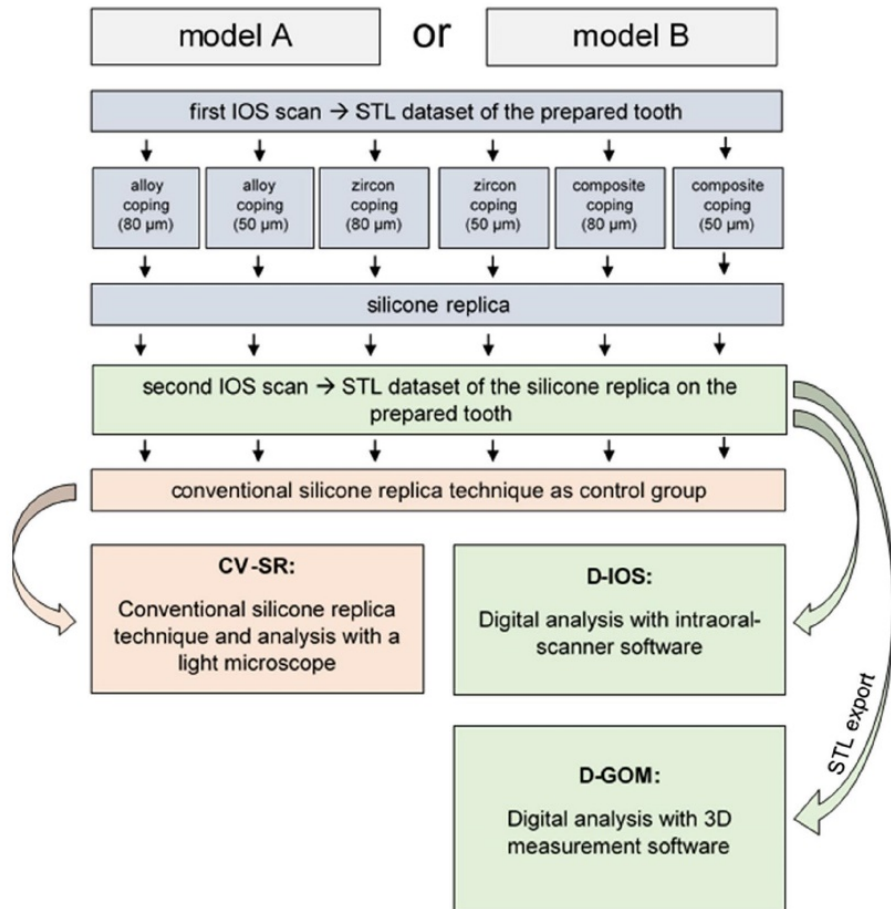 model A or model B
first IOS scan → STL dataset of the prepared tooth
alloy
coping
(80 µm)
alloy
coping
(50 µm)
zircon
coping
(80 µm)
zircon
coping
(50 µm)
composite
coping
(80 µm)
composite
coping
(50 µm)
silicone replica
second IOS scan → STL dataset of the silicone replica on the
prepared tooth
conventional silicone replica technique as control group
CV-SR:
Conventional silicone replica
technique and analysis with a
light microscope
D-IOS:
Digital analysis with intraoral-
scanner software
STL export
D-GOM:
Digital analysis with 3D
measurement software